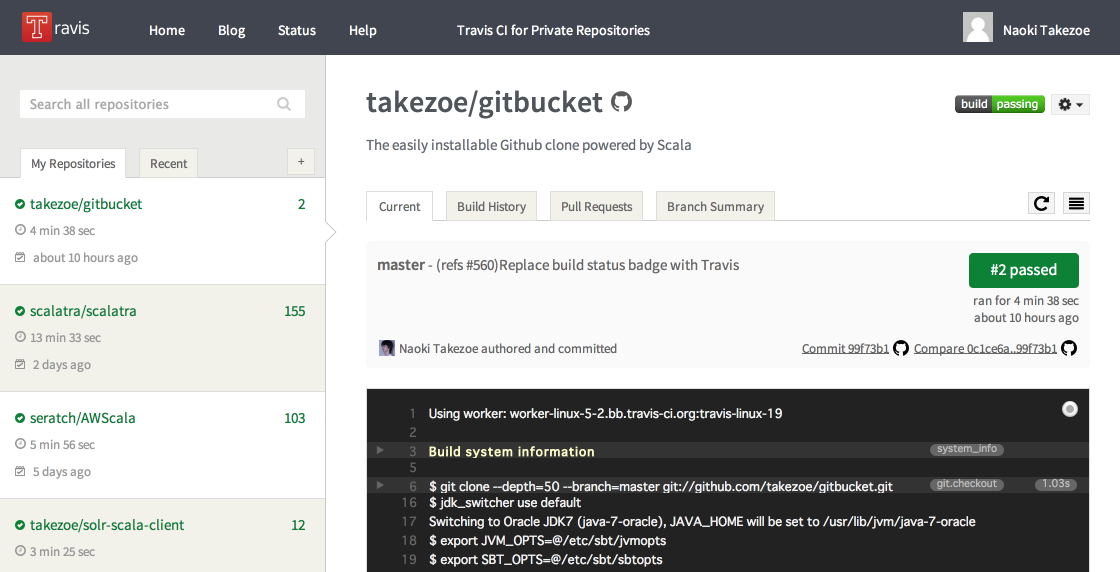 Travis
Home
Blog
Status
Help
Travis CI for Private Repositories
Naoki Takezoe
Search all repositories
My Repositories
Recent
+
takezoe/gitbucket 2
4 min 38 sec
about 10 hours ago
scalatra/scalatra 155
13 min 33 sec
2 days ago
seratch/AWScala 103
5 min 56 sec
5 days ago
takezoe/solr-scala-client 12
3 min 25 sec
takezoe/gitbucket
build passing
The easily installable Github clone powered by Scala
Current
Build History
Pull Requests
Branch Summary
master - (refs #560)Replace build status badge with Travis
#2 passed
ran for 4 min 38 sec
about 10 hours ago
Naoki Takezoe authored and committed
Commit 99f73b1
Compare 0c1ce6a..99f73b1
1 Using worker: worker-linux-5-2.bb.travis-ci.org:travis-linux-19
2
3 Build system information system_info
5
6 $ git clone --depth=50 --branch=master git://github.com/takezoe/gitbucket.git git.checkout 1.03s
16 $ jdk_switcher use default
17 Switching to Oracle JDK7 (java-7-oracle), JAVA_HOME will be set to /usr/lib/jvm/java-7-oracle
18 $ export JVM_OPTS=@/etc/sbt/jvmopts
19 $ export SBT_OPTS=@/etc/sbt/sbtopts